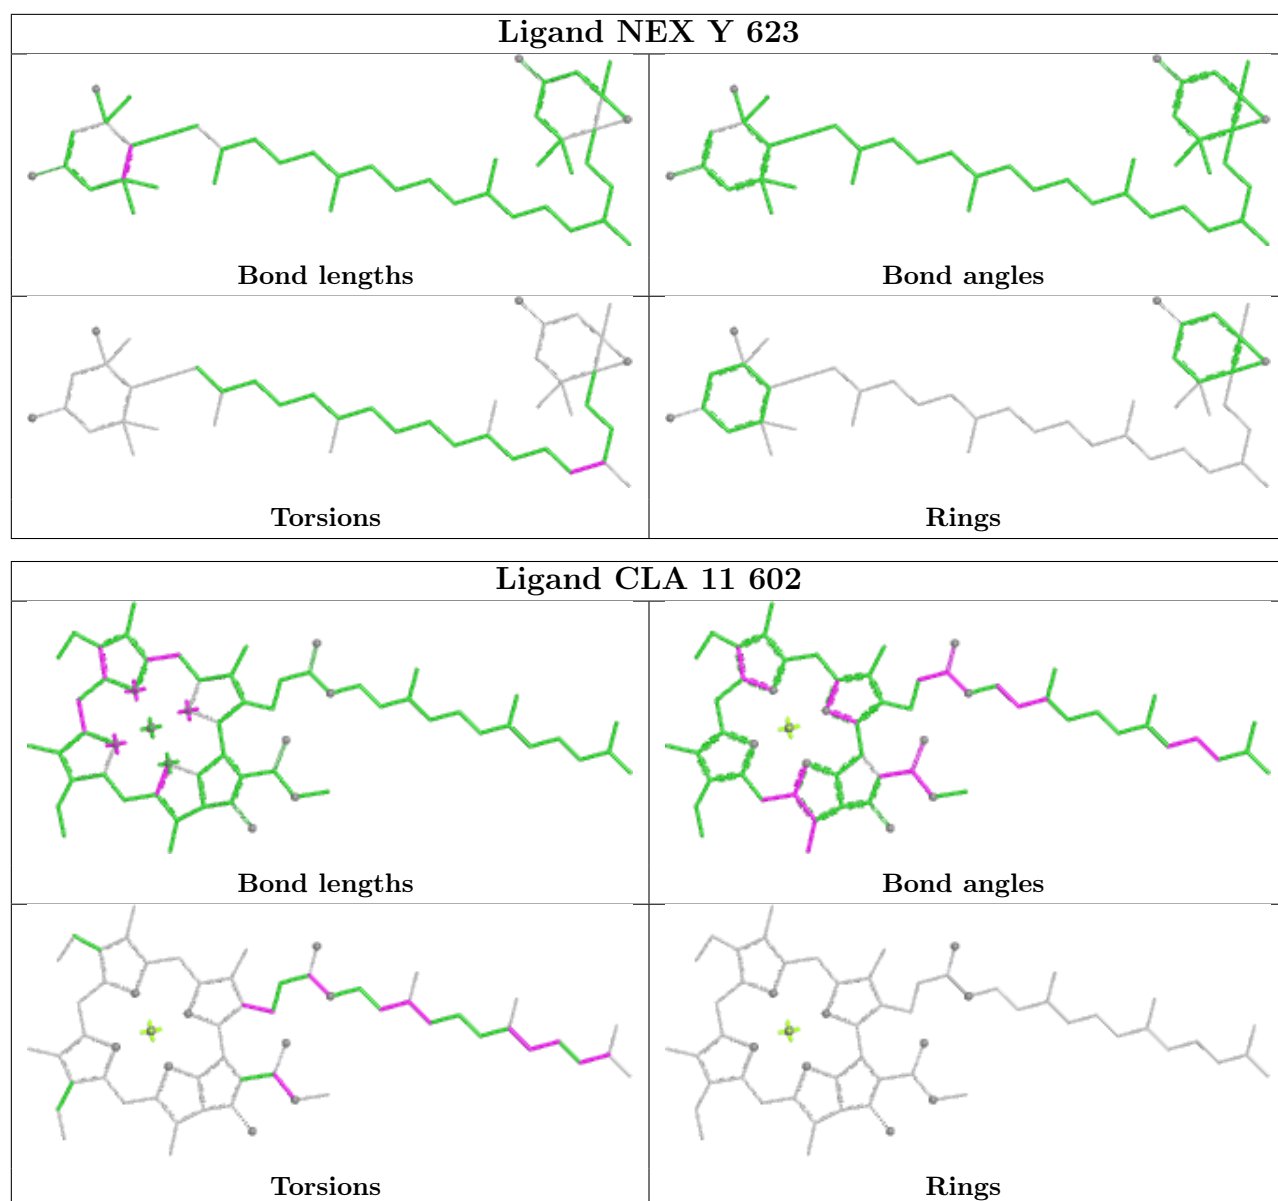 Ligand NEX Y 623
Bond lengths
Bond angles
Torsions
Rings
Ligand CLA 11 602
Bond lengths
Bond angles
Torsions
Rings